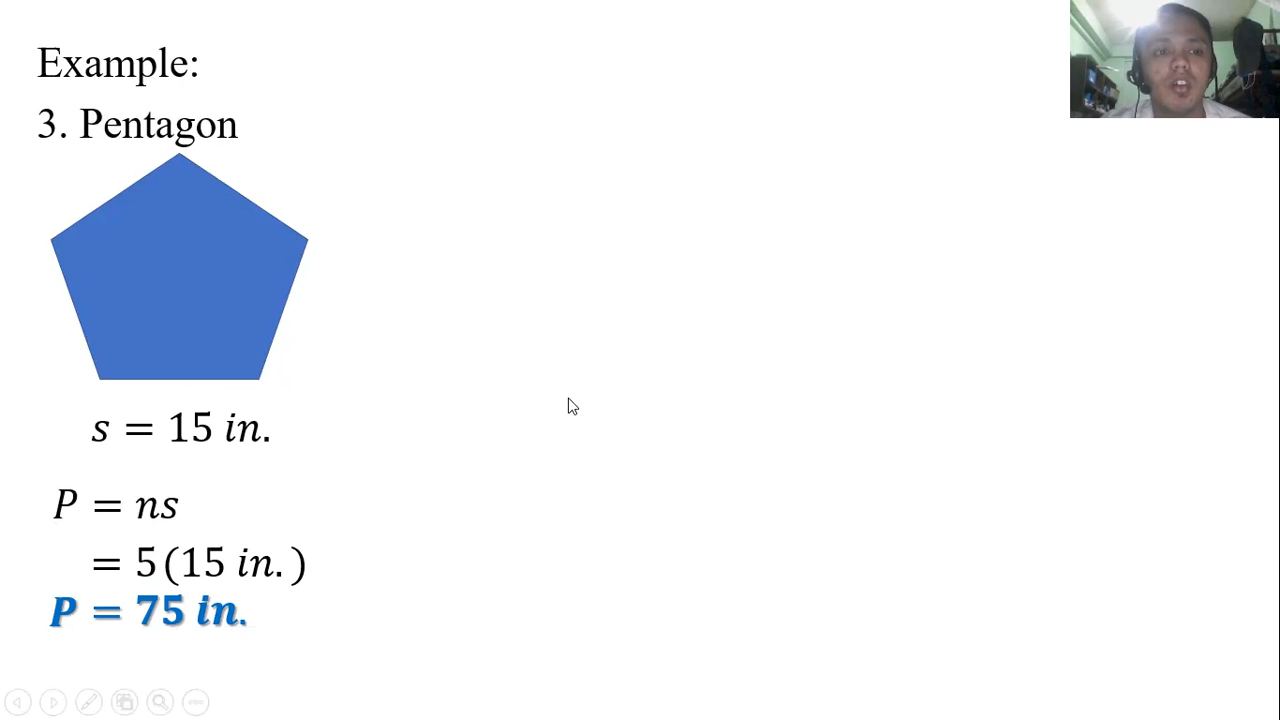 Example:
3. Pentagon
s = 15 in.
P = ns
= 5(15 in.)
P = 75 in.